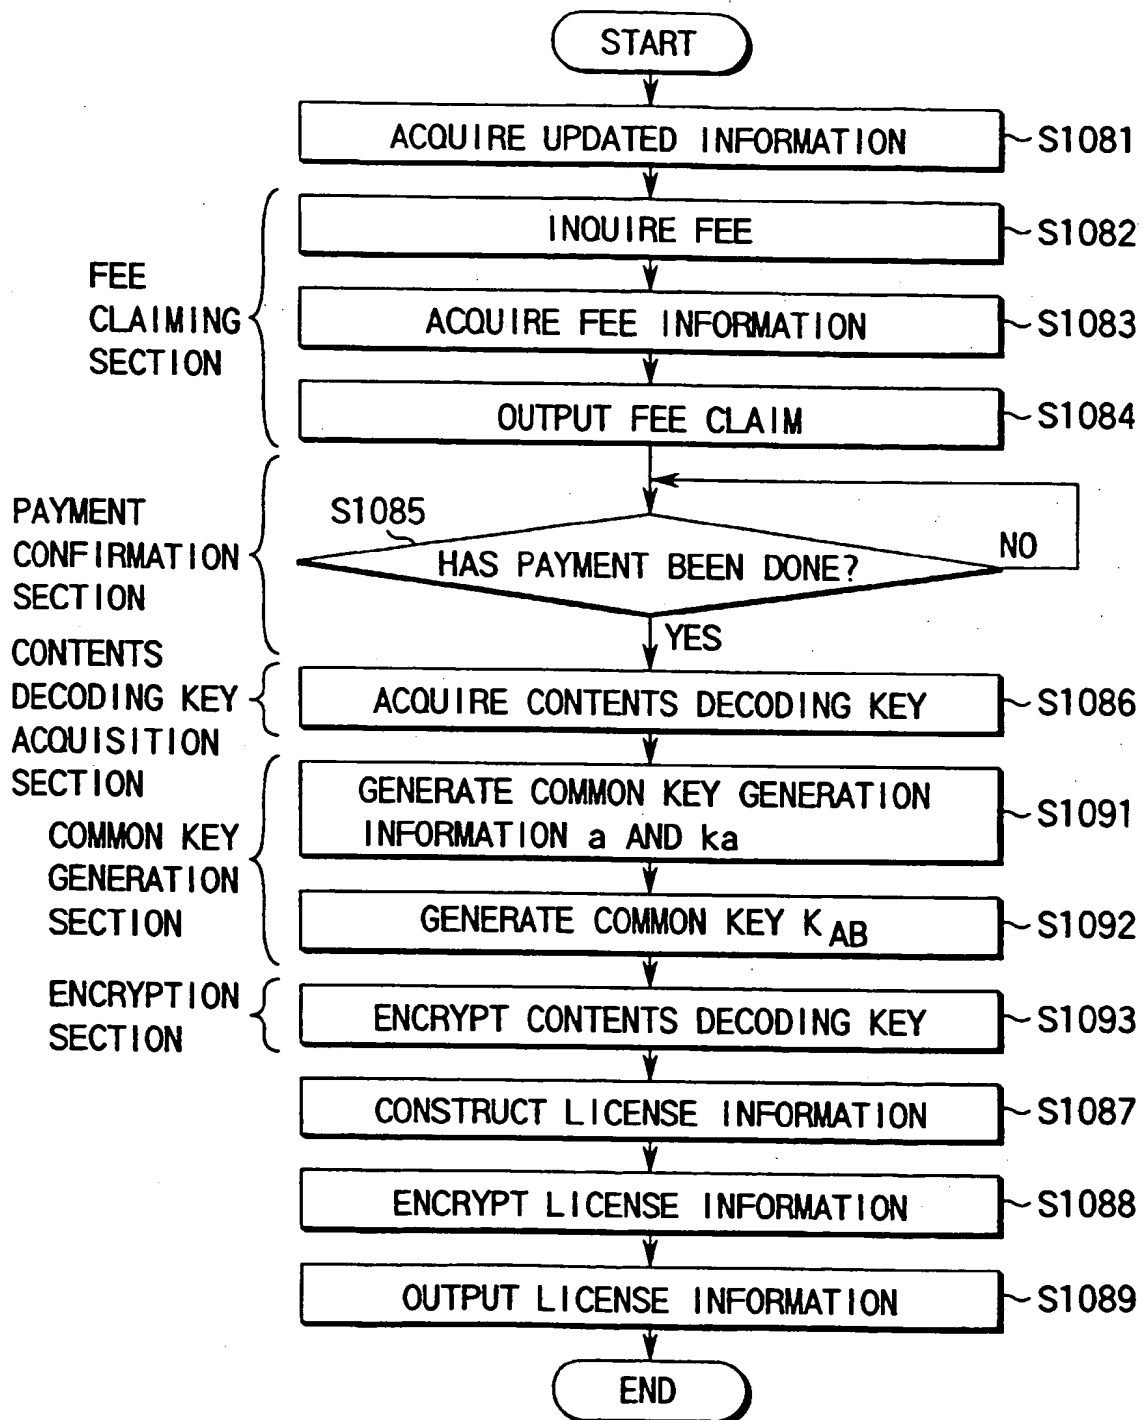 START
ACQUIRE UPDATED INFORMATION
S1081
INQUIRE FEE
S1082
FEE
CLAIMING
SECTION
ACQUIRE FEE INFORMATION
S1083
OUTPUT FEE CLAIM
S1084
PAYMENT
CONFIRMATION
SECTION
S1085
HAS PAYMENT BEEN DONE?
NO
YES
CONTENTS
DECODING KEY
ACQUISITION
SECTION
ACQUIRE CONTENTS DECODING KEY
S1086
GENERATE COMMON KEY GENERATION
INFORMATION a AND ka
S1091
COMMON KEY
GENERATION
SECTION
GENERATE COMMON KEY KAB
S1092
ENCRYPTION
SECTION
ENCRYPT CONTENTS DECODING KEY
S1093
CONSTRUCT LICENSE INFORMATION
S1087
ENCRYPT LICENSE INFORMATION
S1088
OUTPUT LICENSE INFORMATION
S1089
END